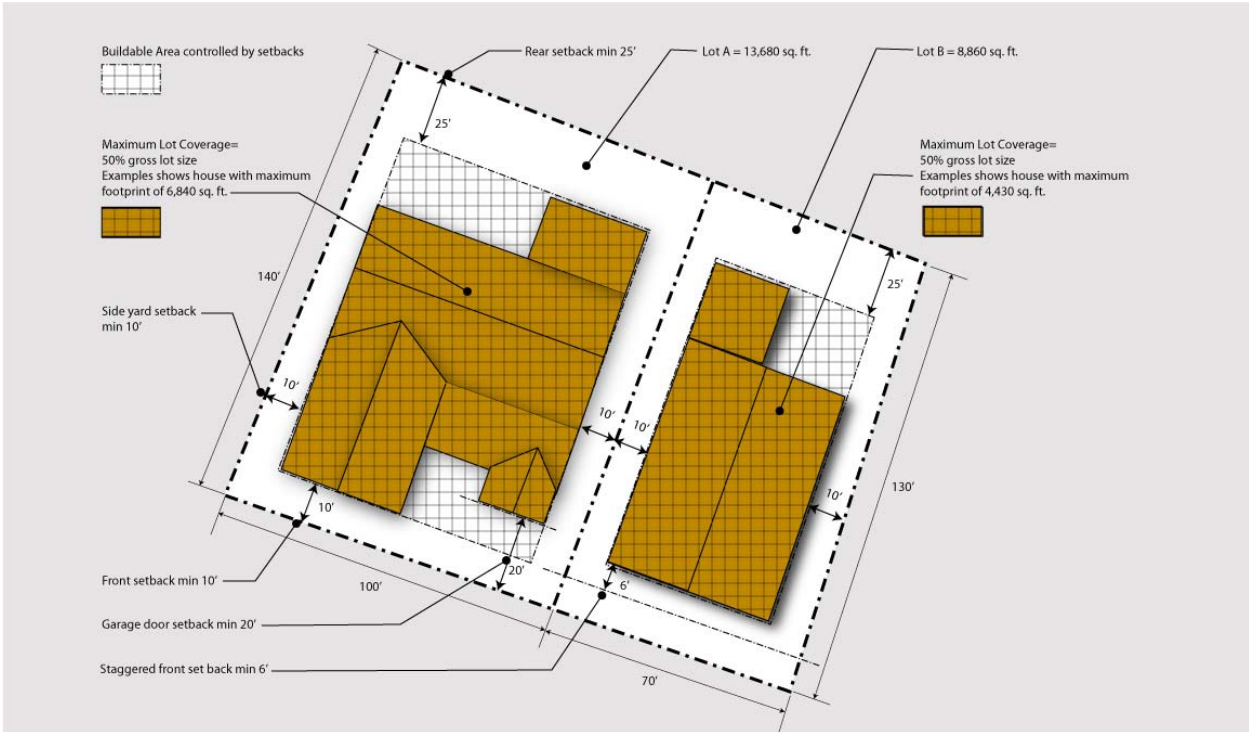 Buildable Area controlled by setbacks
Rear setback min 25’
Lot A = 13,680 sq. ft.
Lot B = 8,860 sq. ft.
Maximum Lot Coverage=
50% gross lot size
Examples shows house with maximum
footprint of 6,840 sq. ft.
Maximum Lot Coverage=
50% gross lot size
Examples shows house with maximum
footprint of 4,430 sq. ft.
25’
25’
140’
Side yard setback
min 10’
10’
10’
10’
10’
130’
10’
Front setback min 10’
20’
6’
100’
Garage door setback min 20’
Staggered front set back min 6’
70’